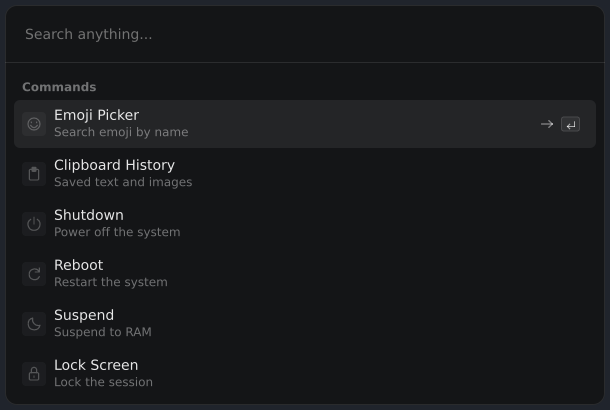 Search anything...
Commands
Emoji Picker
Search emoji by name
Clipboard History
Saved text and images
Shutdown
Power off the system
Reboot
Restart the system
Suspend
Suspend to RAM
Lock Screen
Lock the session